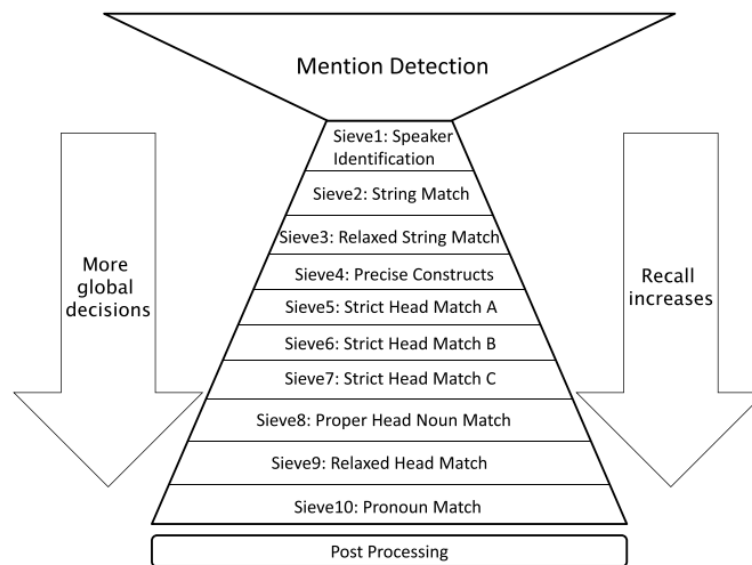 Mention Detection
Sieve1: Speaker
Identification
Sieve2: String Match
Sieve3: Relaxed String Match
Sieve4: Precise Constructs
Sieve5: Strict Head Match A
Sieve6: Strict Head Match B
Sieve7: Strict Head Match C
Sieve8: Proper Head Noun Match
Sieve9: Relaxed Head Match
Sieve10: Pronoun Match
Post Processing
More
global
decisions
Recall
increases